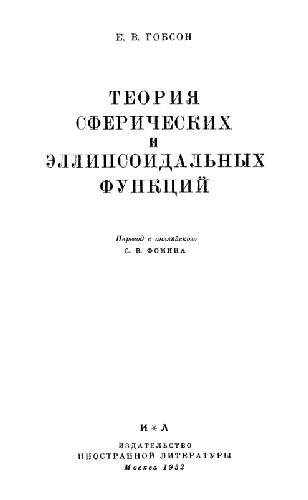 Е. В. ГОБСОН
ТЕОРИЯ
СФЕРИЧЕСКИХ
И
ЭЛЛИПСОИДАЛЬНЫХ
ФУНКЦИЙ
Перевод с английского
С. В. ФОМИНА
И * Л
ИЗДАТЕЛЬСТВО
ИНОСТРАННОЙ ЛИТЕРАТУРЫ
Москва 1952